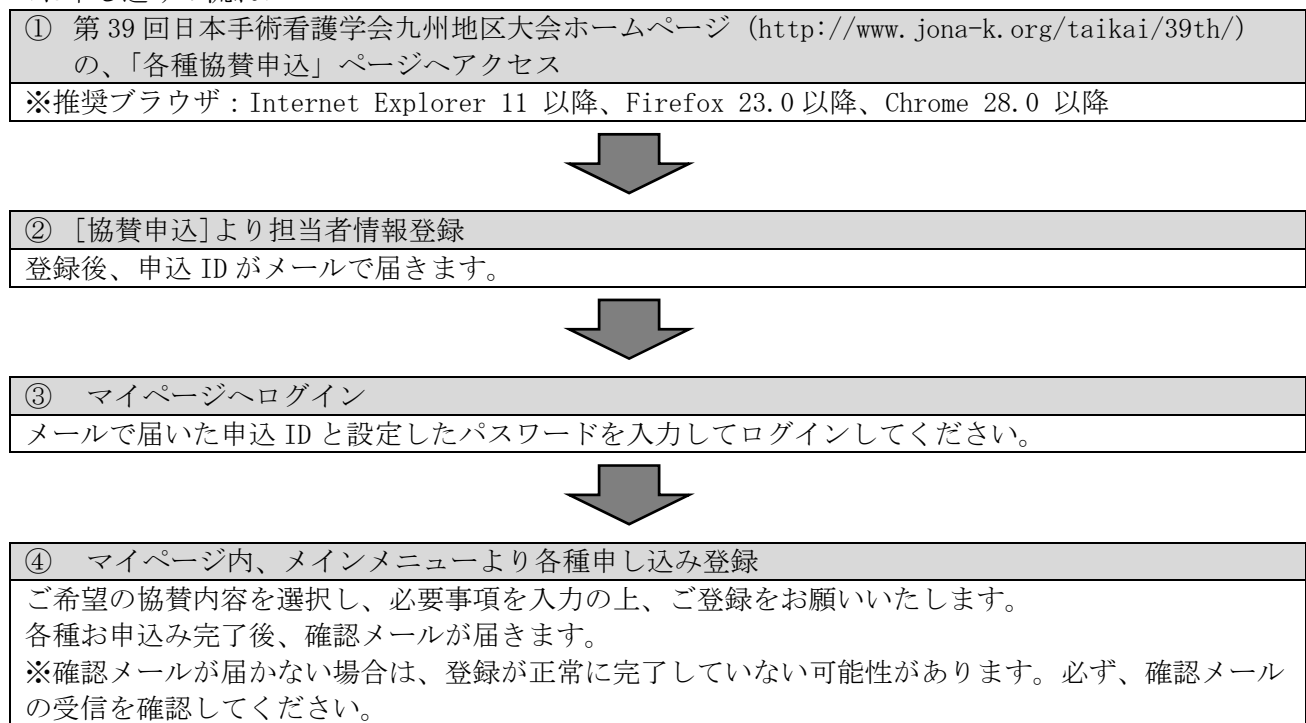 ① 第39回日本手術看護学会九州地区大会ホームページ (http://www.jona-k.org/taikai/39th/)
の、「各種協賛申込」ページへアクセス
※推奨ブラウザ：Internet Explorer 11 以降、Firefox 23.0以降、Chrome 28.0 以降
② [協賛申込]より担当者情報登録
登録後、申込 ID がメールで届きます。
③ マイページへログイン
メールで届いた申込 ID と設定したパスワードを入力してログインしてください。
④ マイページ内、メインメニューより各種申し込み登録
ご希望の協賛内容を選択し、必要事項を入力の上、ご登録をお願いいたします。
各種お申込み完了後、確認メールが届きます。
※確認メールが届かない場合は、登録が正常に完了していない可能性があります。必ず、確認メール
の受信を確認してください。